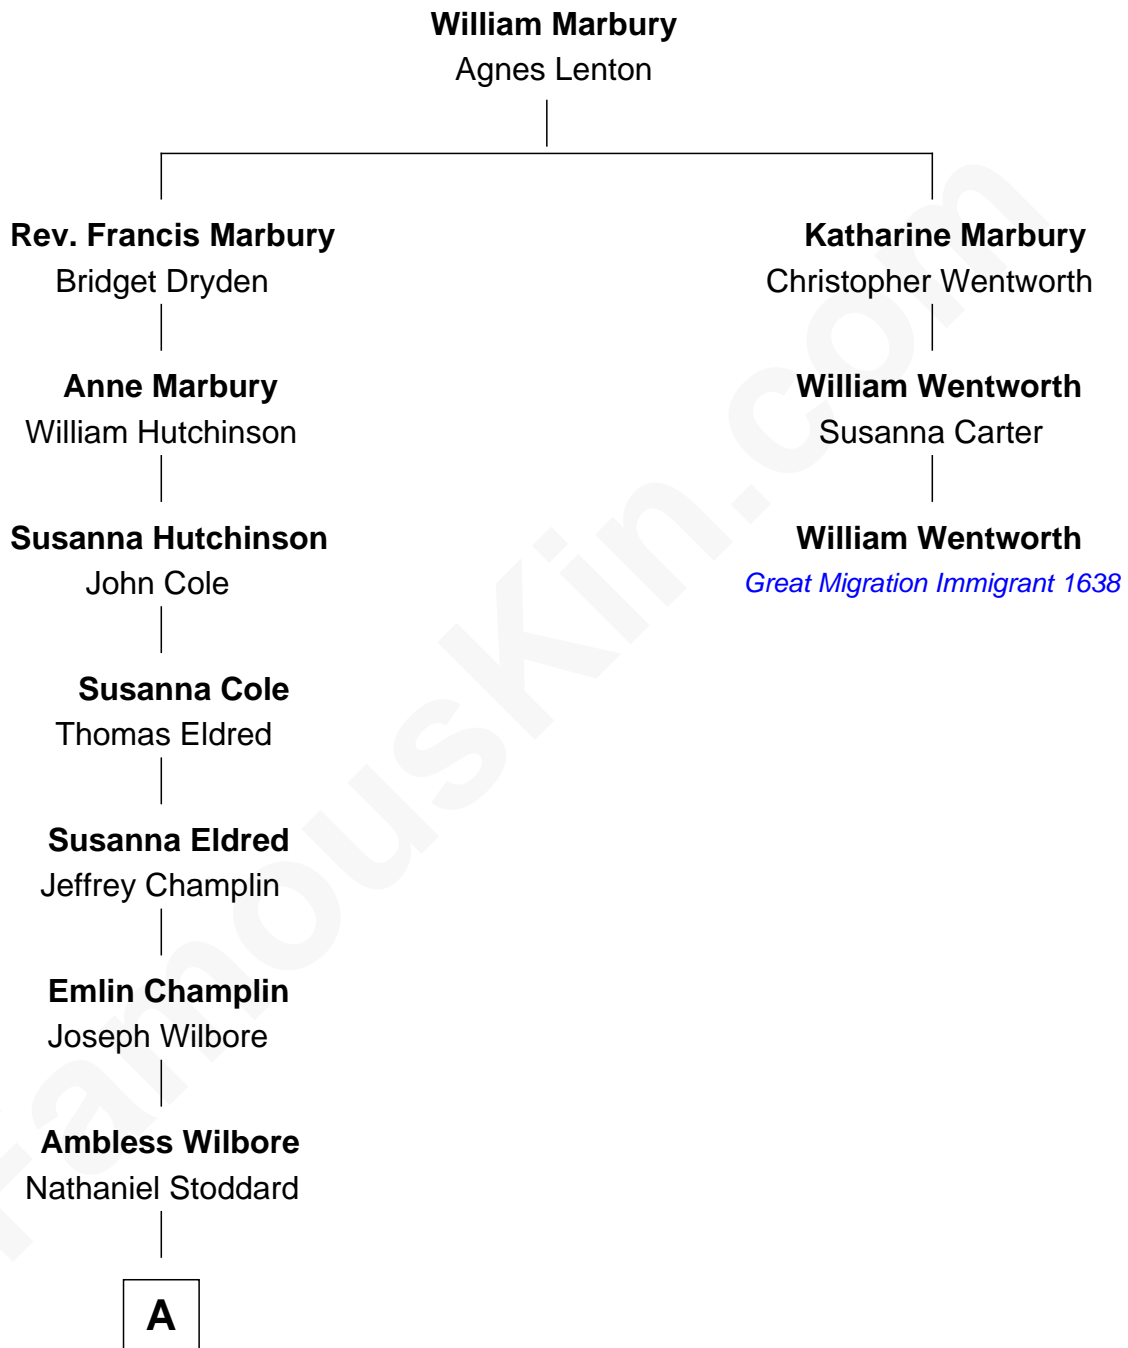 William Marbury
Agnes Lenton
Rev. Francis Marbury
Bridget Dryden
Anne Marbury
William Hutchinson
Susanna Hutchinson
John Cole
Susanna Cole
Thomas Eldred
Susanna Eldred
Jeffrey Champlin
Emlin Champlin
Joseph Wilbore
Ambless Wilbore
Nathaniel Stoddard
A
Katharine Marbury
Christopher Wentworth
William Wentworth
Susanna Carter
William Wentworth
Great Migration Immigrant 1638
FamousKin.com